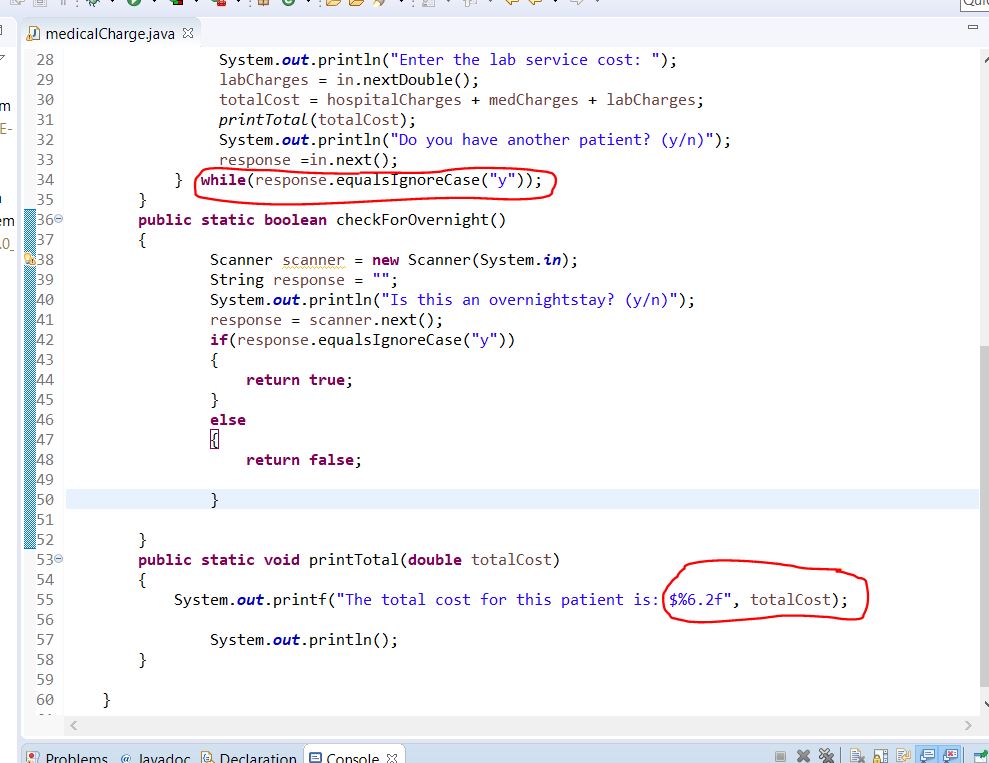 medicalCharge.java
28 System.out.println("Enter the lab service cost: ");
29 labCharges = in.nextDouble();
30 totalCost = hospitalCharges + medCharges + labCharges;
31 printTotal(totalCost);
32 System.out.println("Do you have another patient? (y/n)");
33 response =in.next();
34 } while(response.equalsIgnoreCase("y"));
35 }
36 public static boolean checkForOvernight()
37 {
38 Scanner scanner = new Scanner(System.in);
39 String response = "";
40 System.out.println("Is this an overnightstay? (y/n)");
41 response = scanner.next();
42 if(response.equalsIgnoreCase("y"))
43 {
44 return true;
45 }
46 else
47 {
48 return false;
49
50 }
51
52 }
53 public static void printTotal(double totalCost)
54 {
55 System.out.printf("The total cost for this patient is: $%6.2f", totalCost);
56
57 System.out.println();
58 }
59
60 }
Problems @ Javadoc Declaration Console